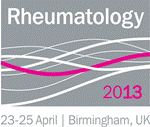 Rheumatology
2013
23-25 April | Birmingham, UK